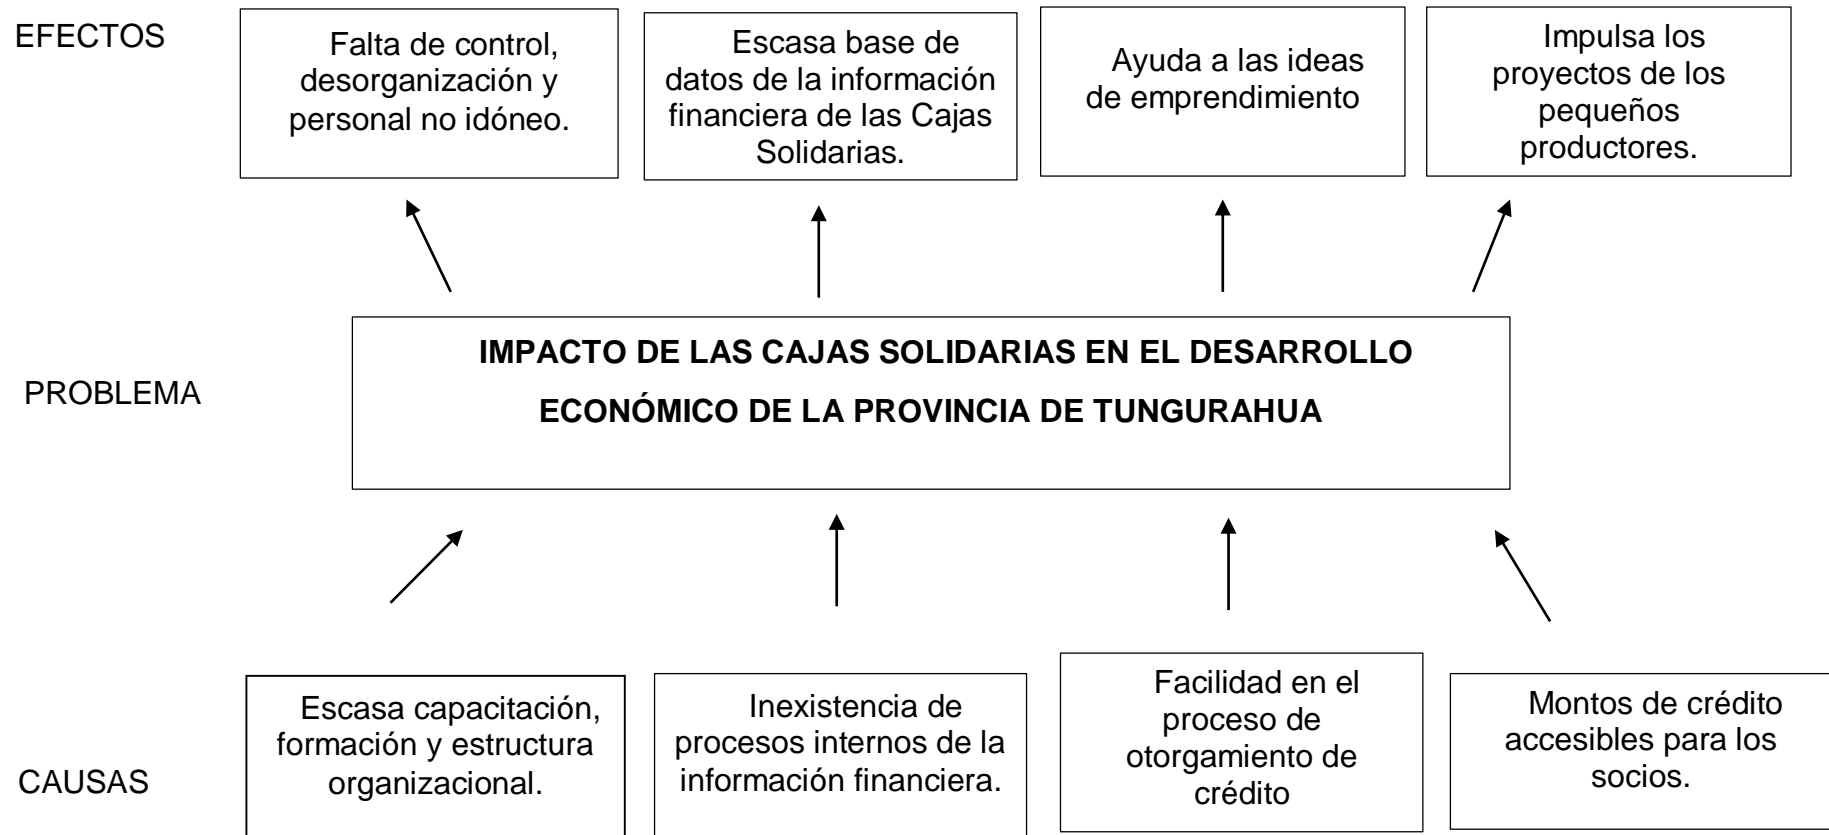 EFECTOS
Falta de control,
desorganización y
personal no idóneo.
Escasa base de
datos de la información
financiera de las Cajas
Solidarias.
Ayuda a las ideas
de emprendimiento
Impulsa los
proyectos de los
pequeños
productores.
PROBLEMA
IMPACTO DE LAS CAJAS SOLIDARIAS EN EL DESARROLLO
ECONÓMICO DE LA PROVINCIA DE TUNGURAHUA
CAUSAS
Escasa capacitación,
formación y estructura
organizacional.
Inexistencia de
procesos internos de la
información financiera.
Facilidad en el
proceso de
otorgamiento de
crédito
Montos de crédito
accesibles para los
socios.